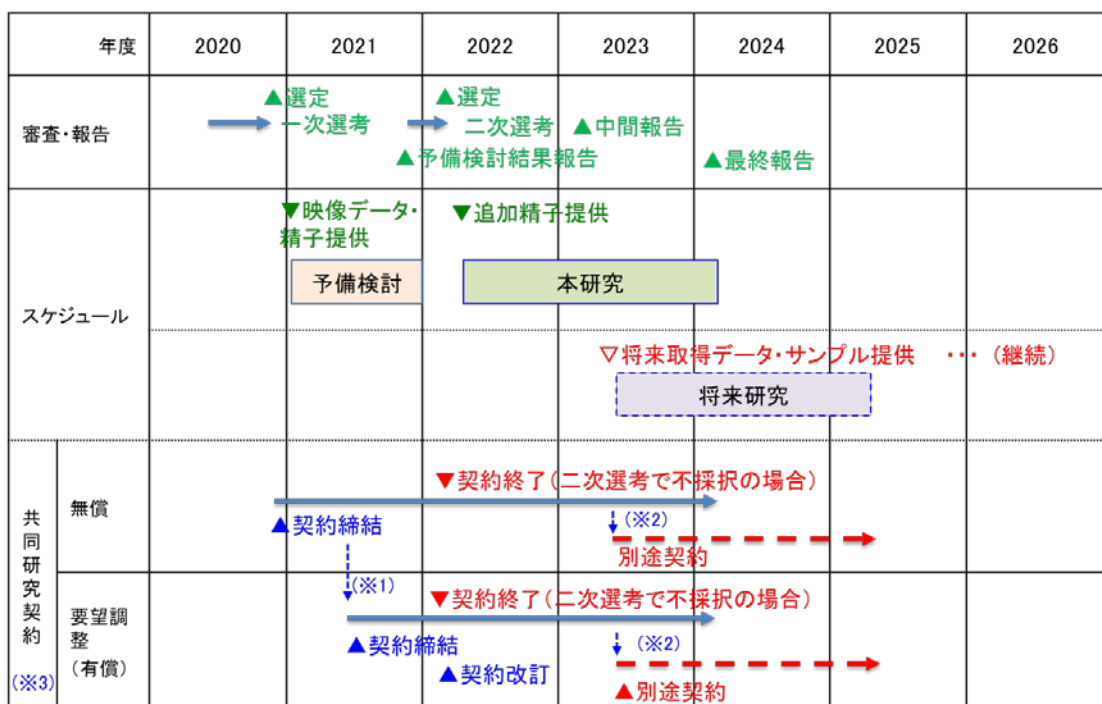 年度 2020 2021 2022 2023 2024 2025 2026
審査・報告
▲選定
一次選考
▲選定
二次選考
▲中間報告
▲予備検討結果報告
▲最終報告
スケジュール
▼映像データ・
精子提供
▼追加精子提供
予備検討
本研究
▽将来取得データ・サンプル提供 ・・・ (継続)
将来研究
共同研究契約
(※3)
無償
▼契約終了(二次選考で不採択の場合)
▲契約締結
(※2)
別途契約
(※1)
要望調
整
(有償)
▼契約終了(二次選考で不採択の場合)
▲契約締結
(※2)
▲契約改訂
▲別途契約